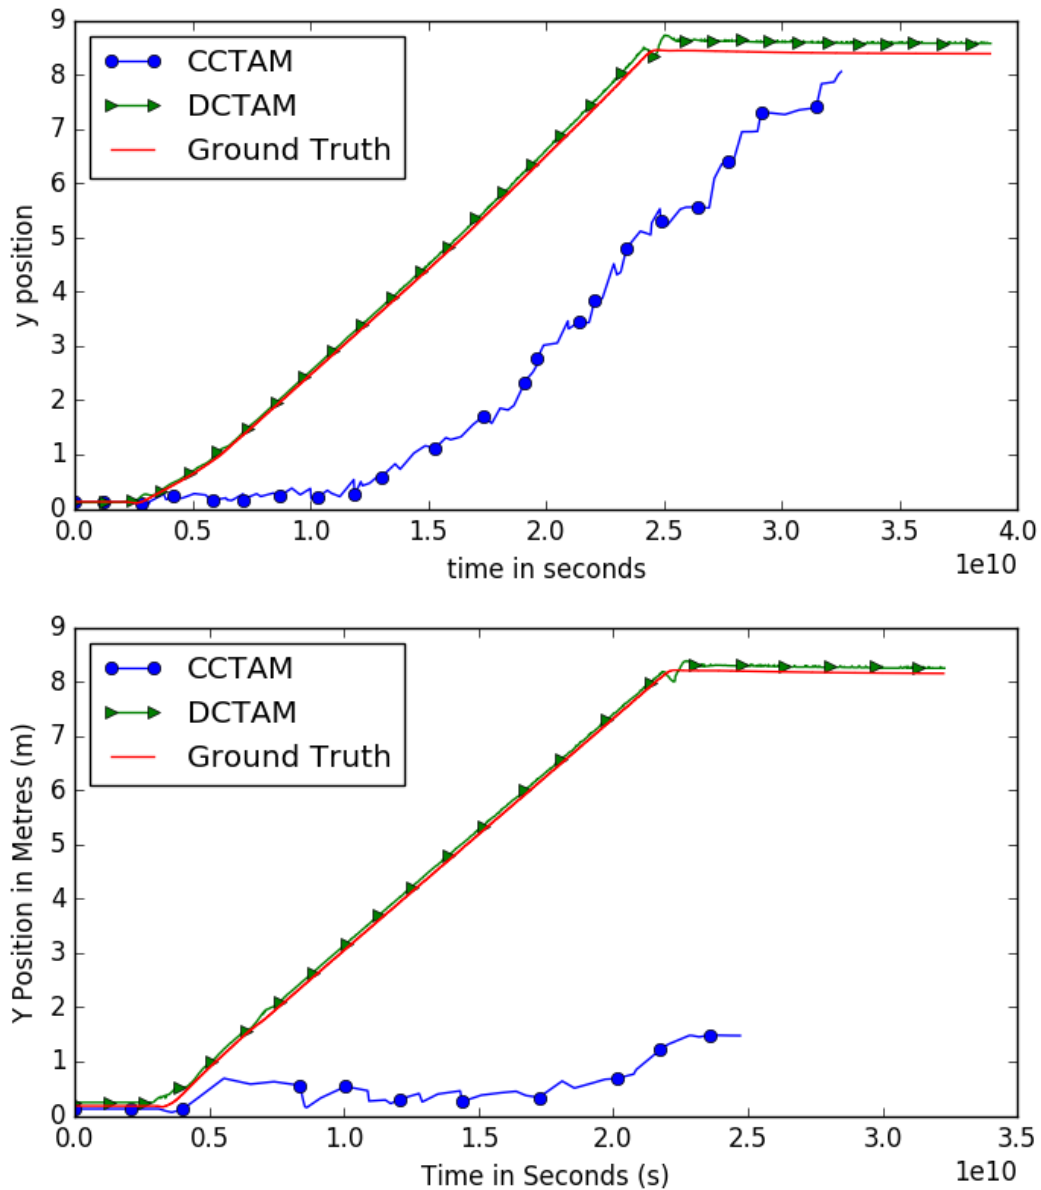 9
8
7
6
5
4
3
2
1
0
y position
CCTAM
DCTAM
Ground Truth
0.0 0.5 1.0 1.5 2.0 2.5 3.0 3.5 4.0
time in seconds
1e10
9
8
7
6
5
4
3
2
1
0
Y Position in Metres (m)
CCTAM
DCTAM
Ground Truth
0.0 0.5 1.0 1.5 2.0 2.5 3.0 3.5
Time in Seconds (s)
1e10